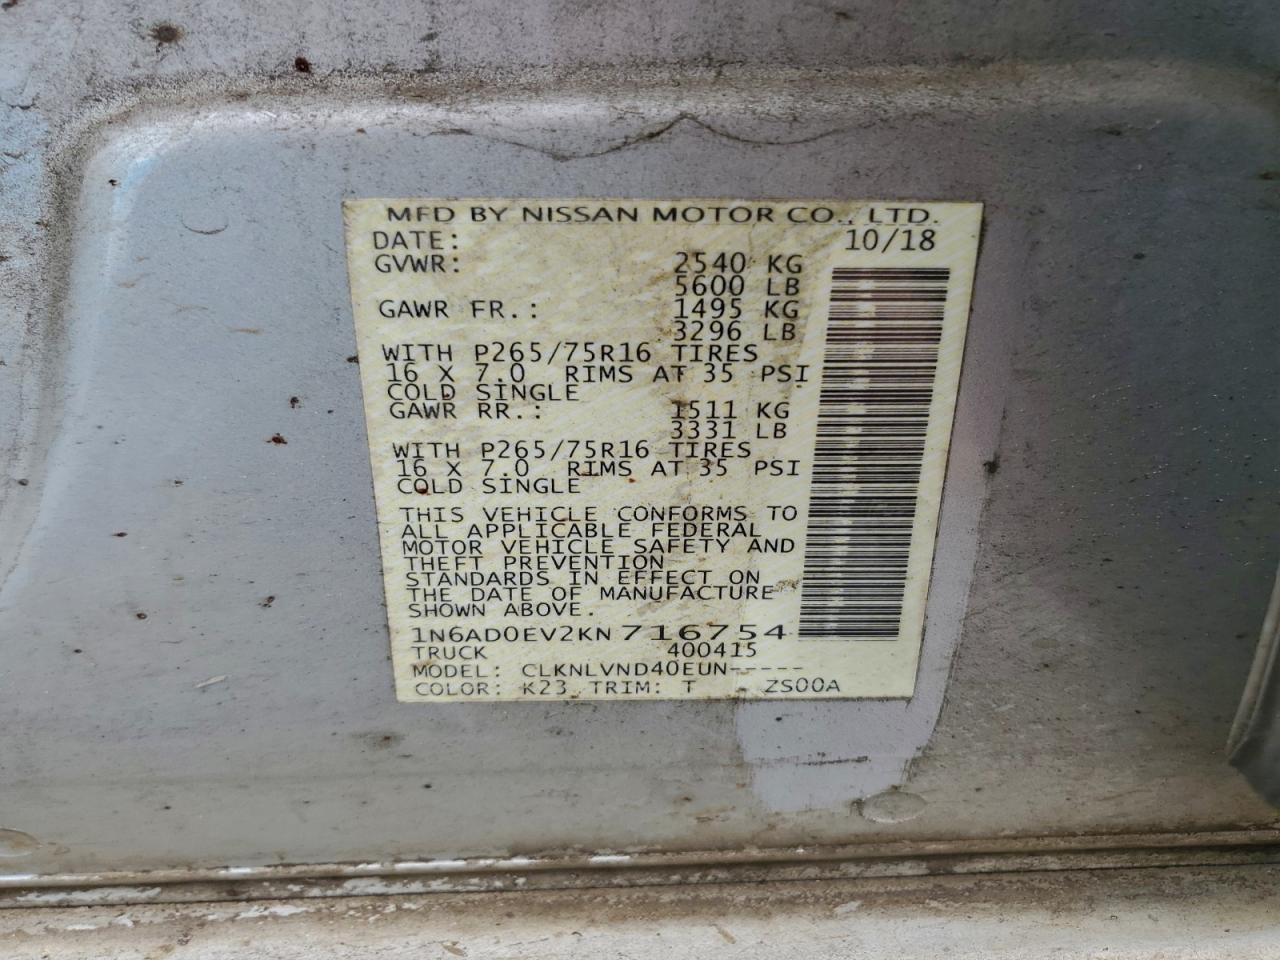 MFD BY NISSAN MOTOR CO., LTD.
DATE: 10/18
GVWR: 2540 KG
5600 LB
GAWR FR.: 1495 KG
3296 LB
WITH P265/75R16 TIRES
16 X 7.0 RIMS AT 35 PSI
COLD SINGLE
GAWR RR.: 1511 KG
3331 LB
WITH P265/75R16 TIRES
16 X 7.0 RIMS AT 35 PSI
COLD SINGLE
THIS VEHICLE CONFORMS TO
ALL APPLICABLE FEDERAL
MOTOR VEHICLE SAFETY AND
THEFT PREVENTION
STANDARDS IN EFFECT ON
THE DATE OF MANUFACTURE
SHOWN ABOVE.
1N6AD0EV2KN716754
TRUCK 400415
MODEL: CLKNLVND40EUN-----
COLOR: K23 TRIM: T - ZS00A